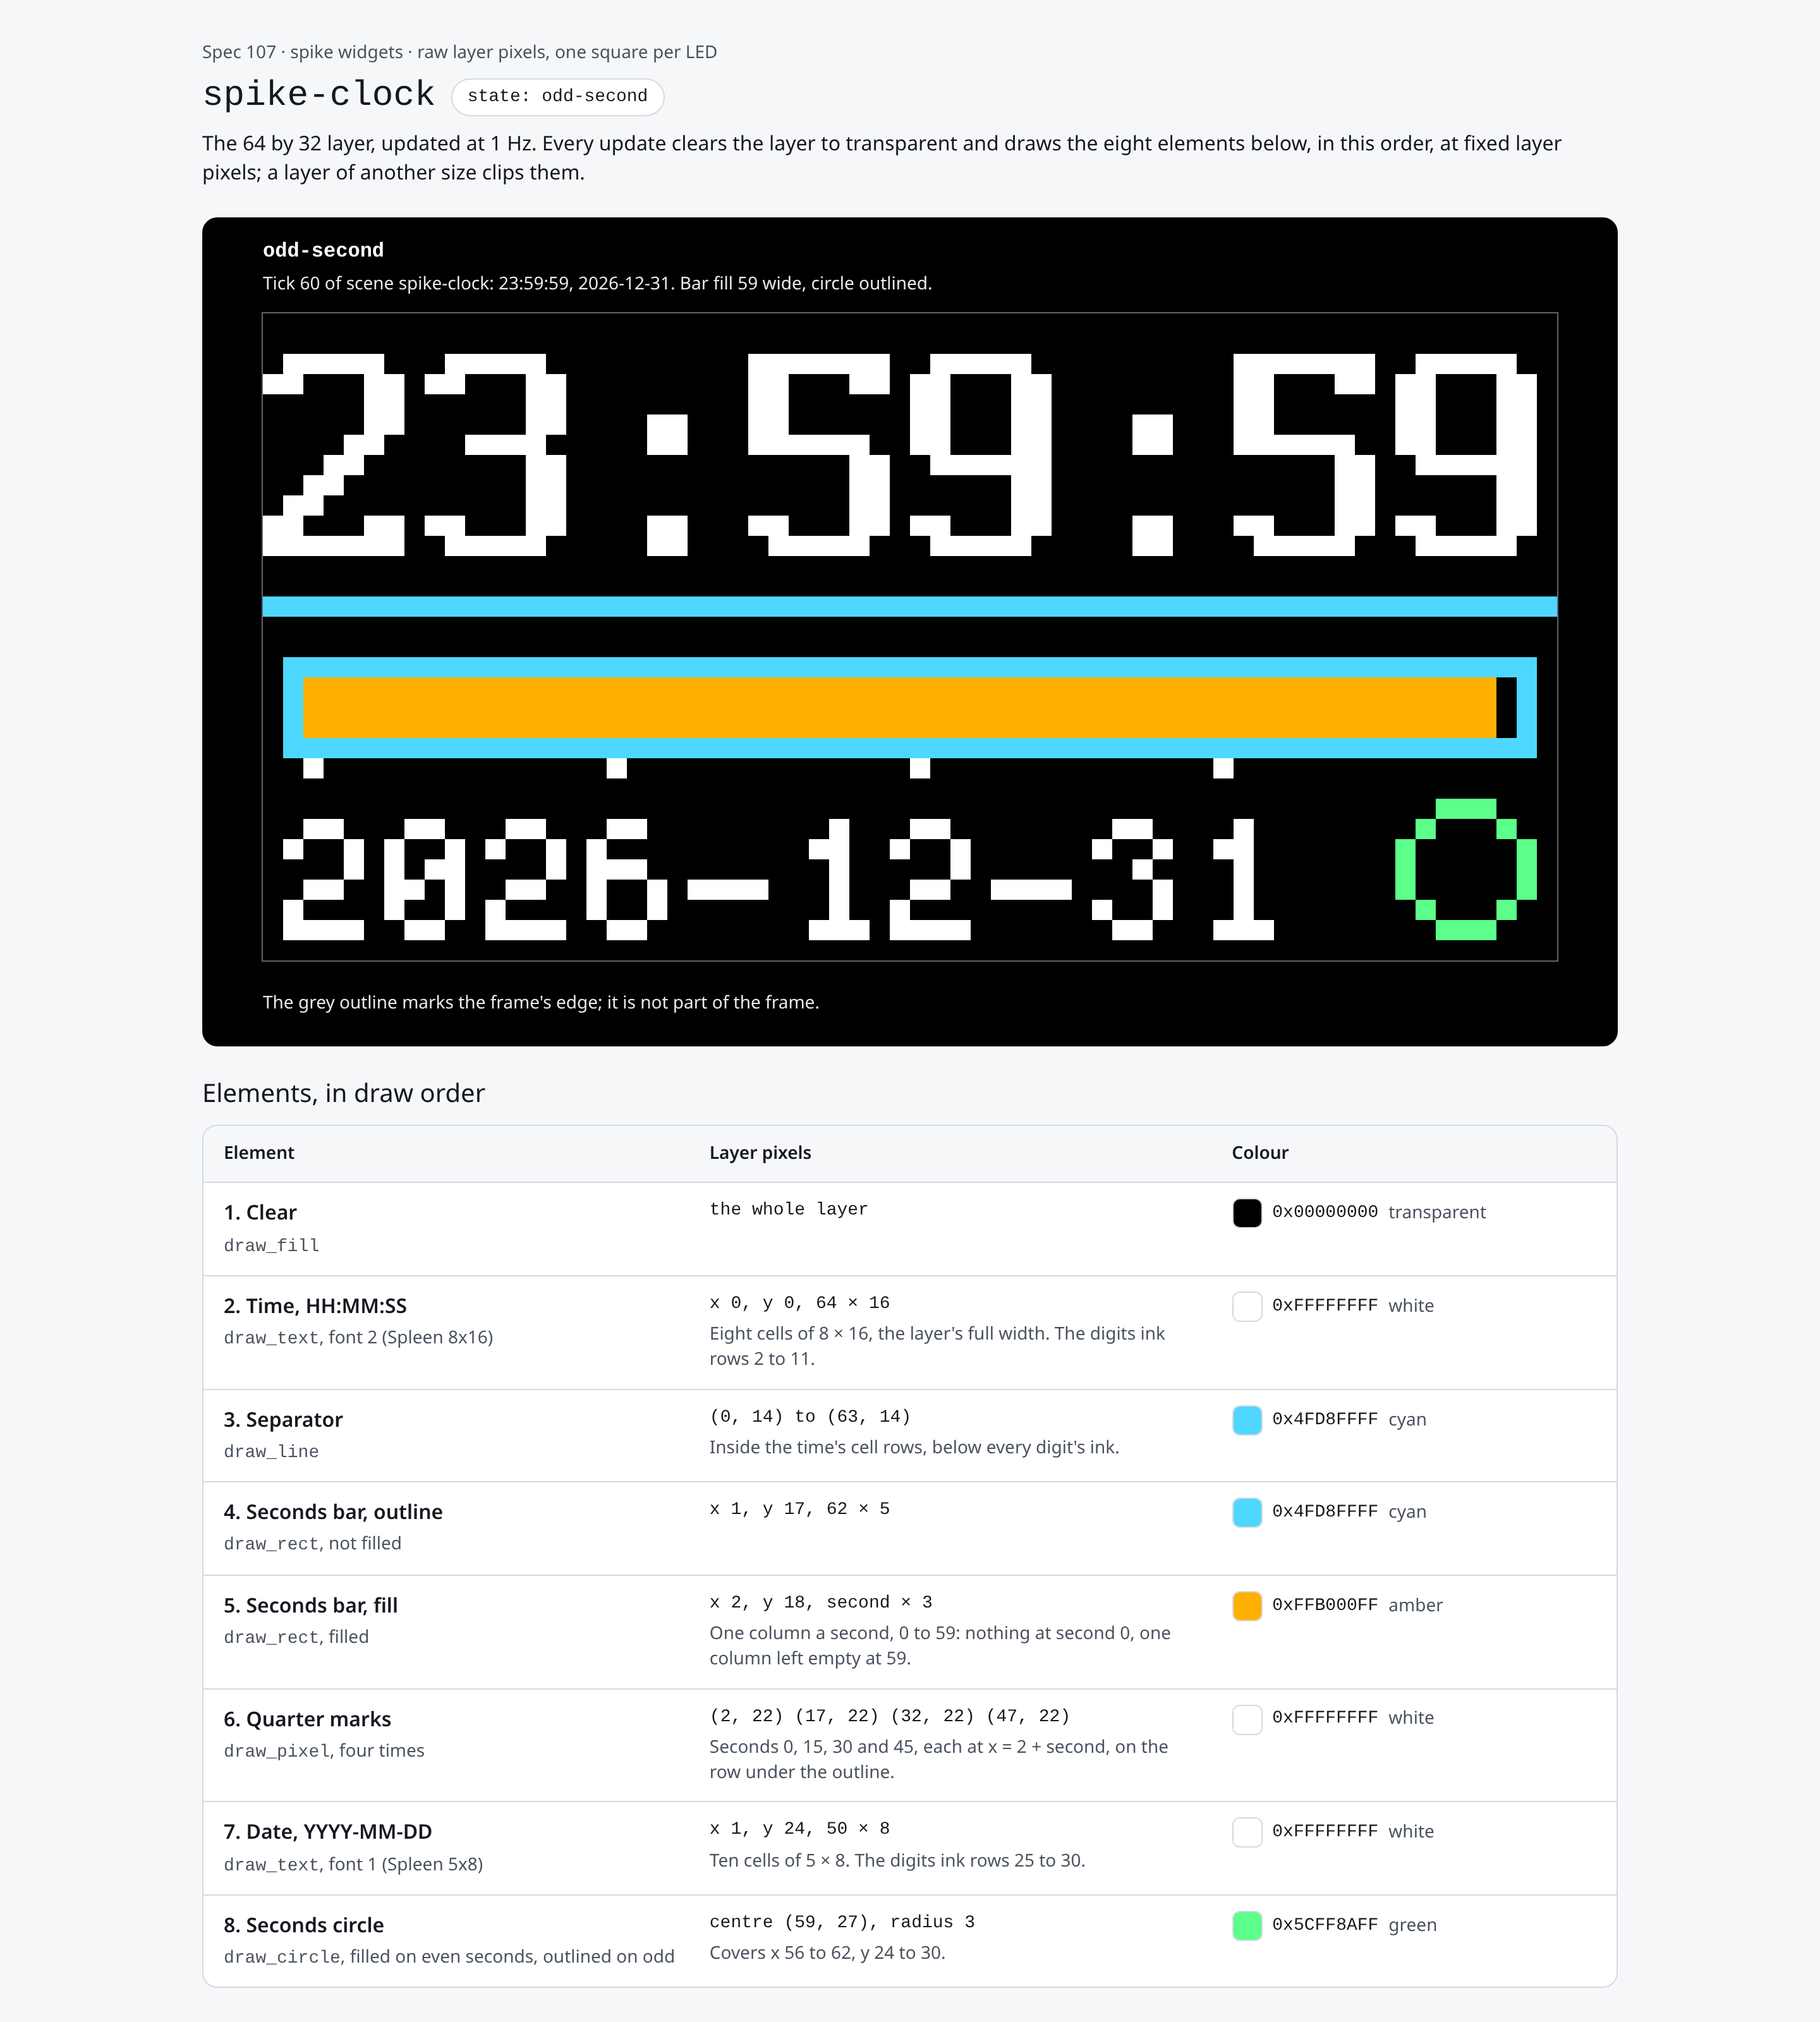 Spec 107 · spike widgets · raw layer pixels, one square per LED
spike-clock
state: odd-second
The 64 by 32 layer, updated at 1 Hz. Every update clears the layer to transparent and draws the eight elements below, in this order, at fixed layer
pixels; a layer of another size clips them.
odd-second
Tick 60 of scene spike-clock: 23:59:59, 2026-12-31. Bar fill 59 wide, circle outlined.
23:59:59
2026-12-31
The grey outline marks the frame's edge; it is not part of the frame.
Elements, in draw order
Element Layer pixels Colour
1. Clear the whole layer 0x00000000 transparent
draw_fill
2. Time, HH:MM:SS x 0, y 0, 64 × 16 0xFFFFFFFF white
draw_text, font 2 (Spleen 8x16) Eight cells of 8 × 16, the layer's full width. The digits ink
rows 2 to 11.
3. Separator (0, 14) to (63, 14) 0x4FD8FFFF cyan
draw_line Inside the time's cell rows, below every digit's ink.
4. Seconds bar, outline x 1, y 17, 62 × 5 0x4FD8FFFF cyan
draw_rect, not filled
5. Seconds bar, fill x 2, y 18, second × 3 0xFFB000FF amber
draw_rect, filled One column a second, 0 to 59: nothing at second 0, one
column left empty at 59.
6. Quarter marks (2, 22) (17, 22) (32, 22) (47, 22) 0xFFFFFFFF white
draw_pixel, four times Seconds 0, 15, 30 and 45, each at x = 2 + second, on the
row under the outline.
7. Date, YYYY-MM-DD x 1, y 24, 50 × 8 0xFFFFFFFF white
draw_text, font 1 (Spleen 5x8) Ten cells of 5 × 8. The digits ink rows 25 to 30.
8. Seconds circle centre (59, 27), radius 3 0x5CFF8AFF green
draw_circle, filled on even seconds, outlined on odd Covers x 56 to 62, y 24 to 30.